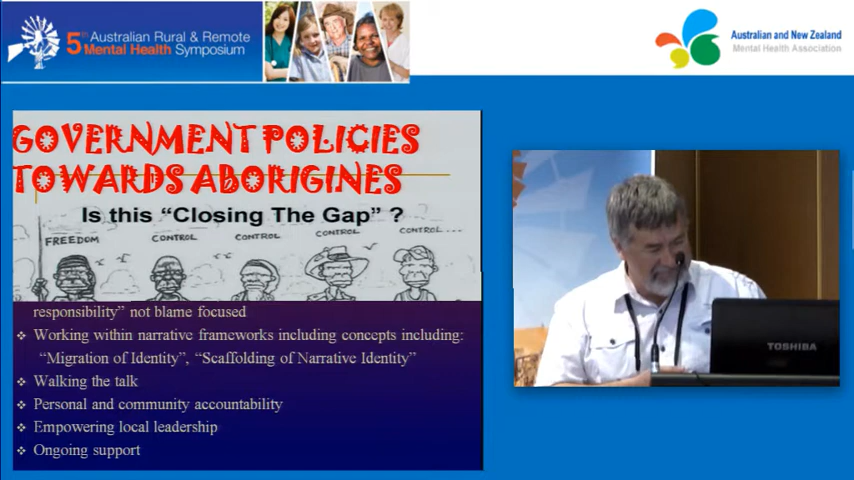 5th Australian Rural & Remote
Mental Health Symposium
Australian and New Zealand
Mental Health Association
GOVERNMENT POLICIES
TOWARDS ABORIGINES
Is this “Closing The Gap” ?
FREEDOM CONTROL CONTROL CONTROL CONTROL...
responsibility” not blame focused
❖ Working within narrative frameworks including concepts including:
“Migration of Identity”, “Scaffolding of Narrative Identity”
❖ Walking the talk
❖ Personal and community accountability
❖ Empowering local leadership
❖ Ongoing support
TOSHIBA